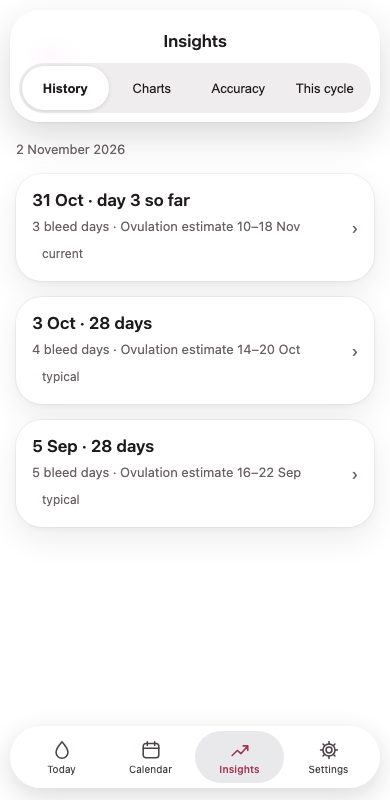 Insights
History
Charts
Accuracy
This cycle
2 November 2026
31 Oct · day 3 so far
3 bleed days · Ovulation estimate 10–18 Nov
›
current
3 Oct · 28 days
4 bleed days · Ovulation estimate 14–20 Oct
›
typical
5 Sep · 28 days
5 bleed days · Ovulation estimate 16–22 Sep
›
typical
Today
Calendar
Insights
Settings